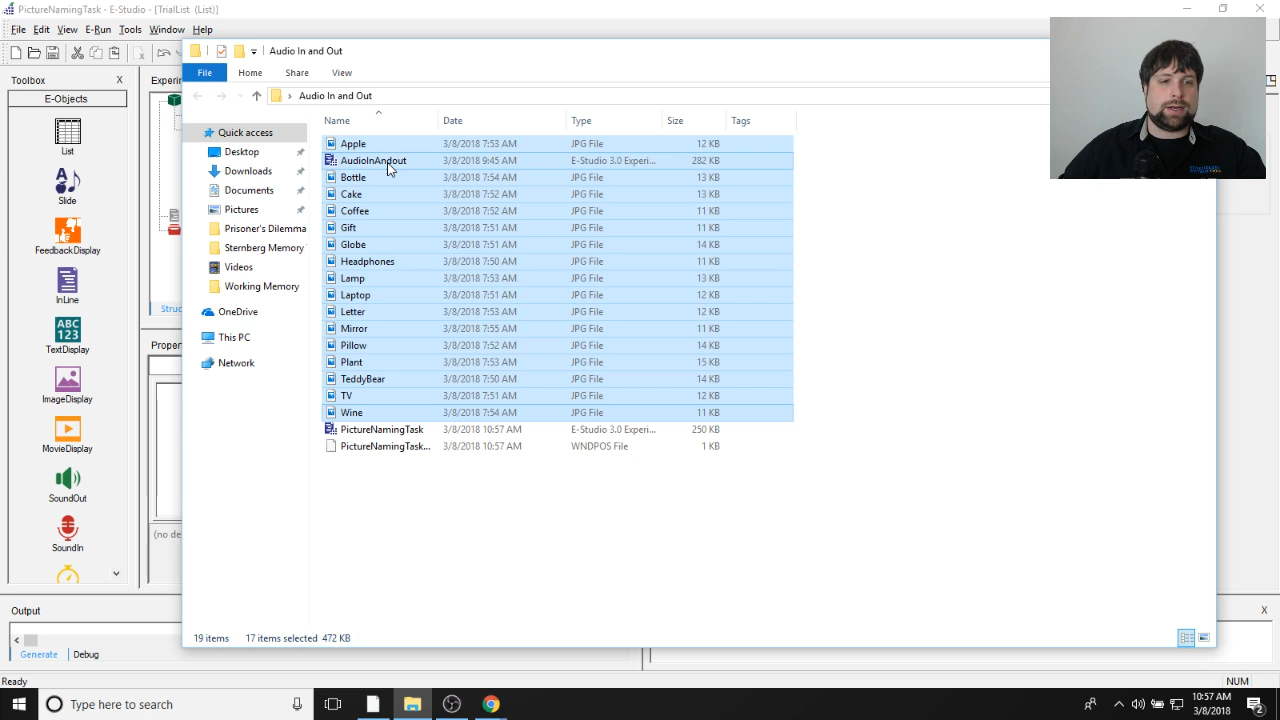 PictureNamingTask - E-Studio - [TrialList (List)]
File Edit View E-Run Tools Window Help
Toolbox X
E-Objects
List
Slide
FeedbackDisplay
InLine
TextDisplay
ImageDisplay
MovieDisplay
SoundOut
SoundIn
Experi
Struc
Proper
(no de
Audio In and Out
File Home Share View
Audio In and Out
Quick access
Desktop
Downloads
Documents
Pictures
Prisoner's Dilemma
Sternberg Memory
Videos
Working Memory
OneDrive
This PC
Network
Name Date Type Size Tags
Apple 3/8/2018 7:53 AM JPG File 12 KB
AudioInAndout 3/8/2018 9:45 AM E-Studio 3.0 Experi... 282 KB
Bottle 3/8/2018 7:54 AM JPG File 13 KB
Cake 3/8/2018 7:52 AM JPG File 13 KB
Coffee 3/8/2018 7:52 AM JPG File 11 KB
Gift 3/8/2018 7:51 AM JPG File 11 KB
Globe 3/8/2018 7:52 AM JPG File 14 KB
Headphones 3/8/2018 7:50 AM JPG File 11 KB
Lamp 3/8/2018 7:53 AM JPG File 13 KB
Laptop 3/8/2018 7:51 AM JPG File 12 KB
Letter 3/8/2018 7:53 AM JPG File 12 KB
Mirror 3/8/2018 7:55 AM JPG File 11 KB
Pillow 3/8/2018 7:52 AM JPG File 14 KB
Plant 3/8/2018 7:53 AM JPG File 15 KB
TeddyBear 3/8/2018 7:50 AM JPG File 14 KB
TV 3/8/2018 7:51 AM JPG File 12 KB
Wine 3/8/2018 7:54 AM JPG File 11 KB
PictureNamingTask 3/8/2018 10:57 AM E-Studio 3.0 Experi... 250 KB
PictureNamingTask... 3/8/2018 10:57 AM WNDPOS File 1 KB
19 items 17 items selected 472 KB
Output X
Generate Debug
Ready NUM
Type here to search
10:57 AM
3/8/2018
2